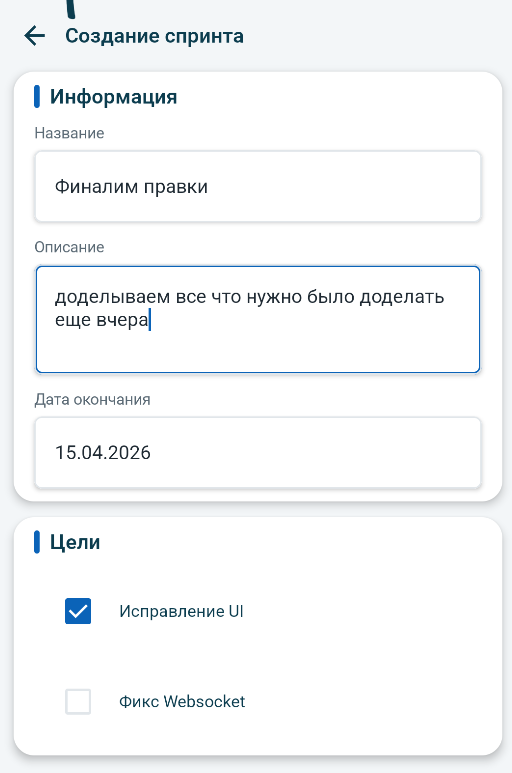 Создание спринта
Информация
Название
Финалим правки
Описание
доделываем все что нужно было доделать
еще вчера
Дата окончания
15.04.2026
Цели
Исправление UI
Фикс Websocket